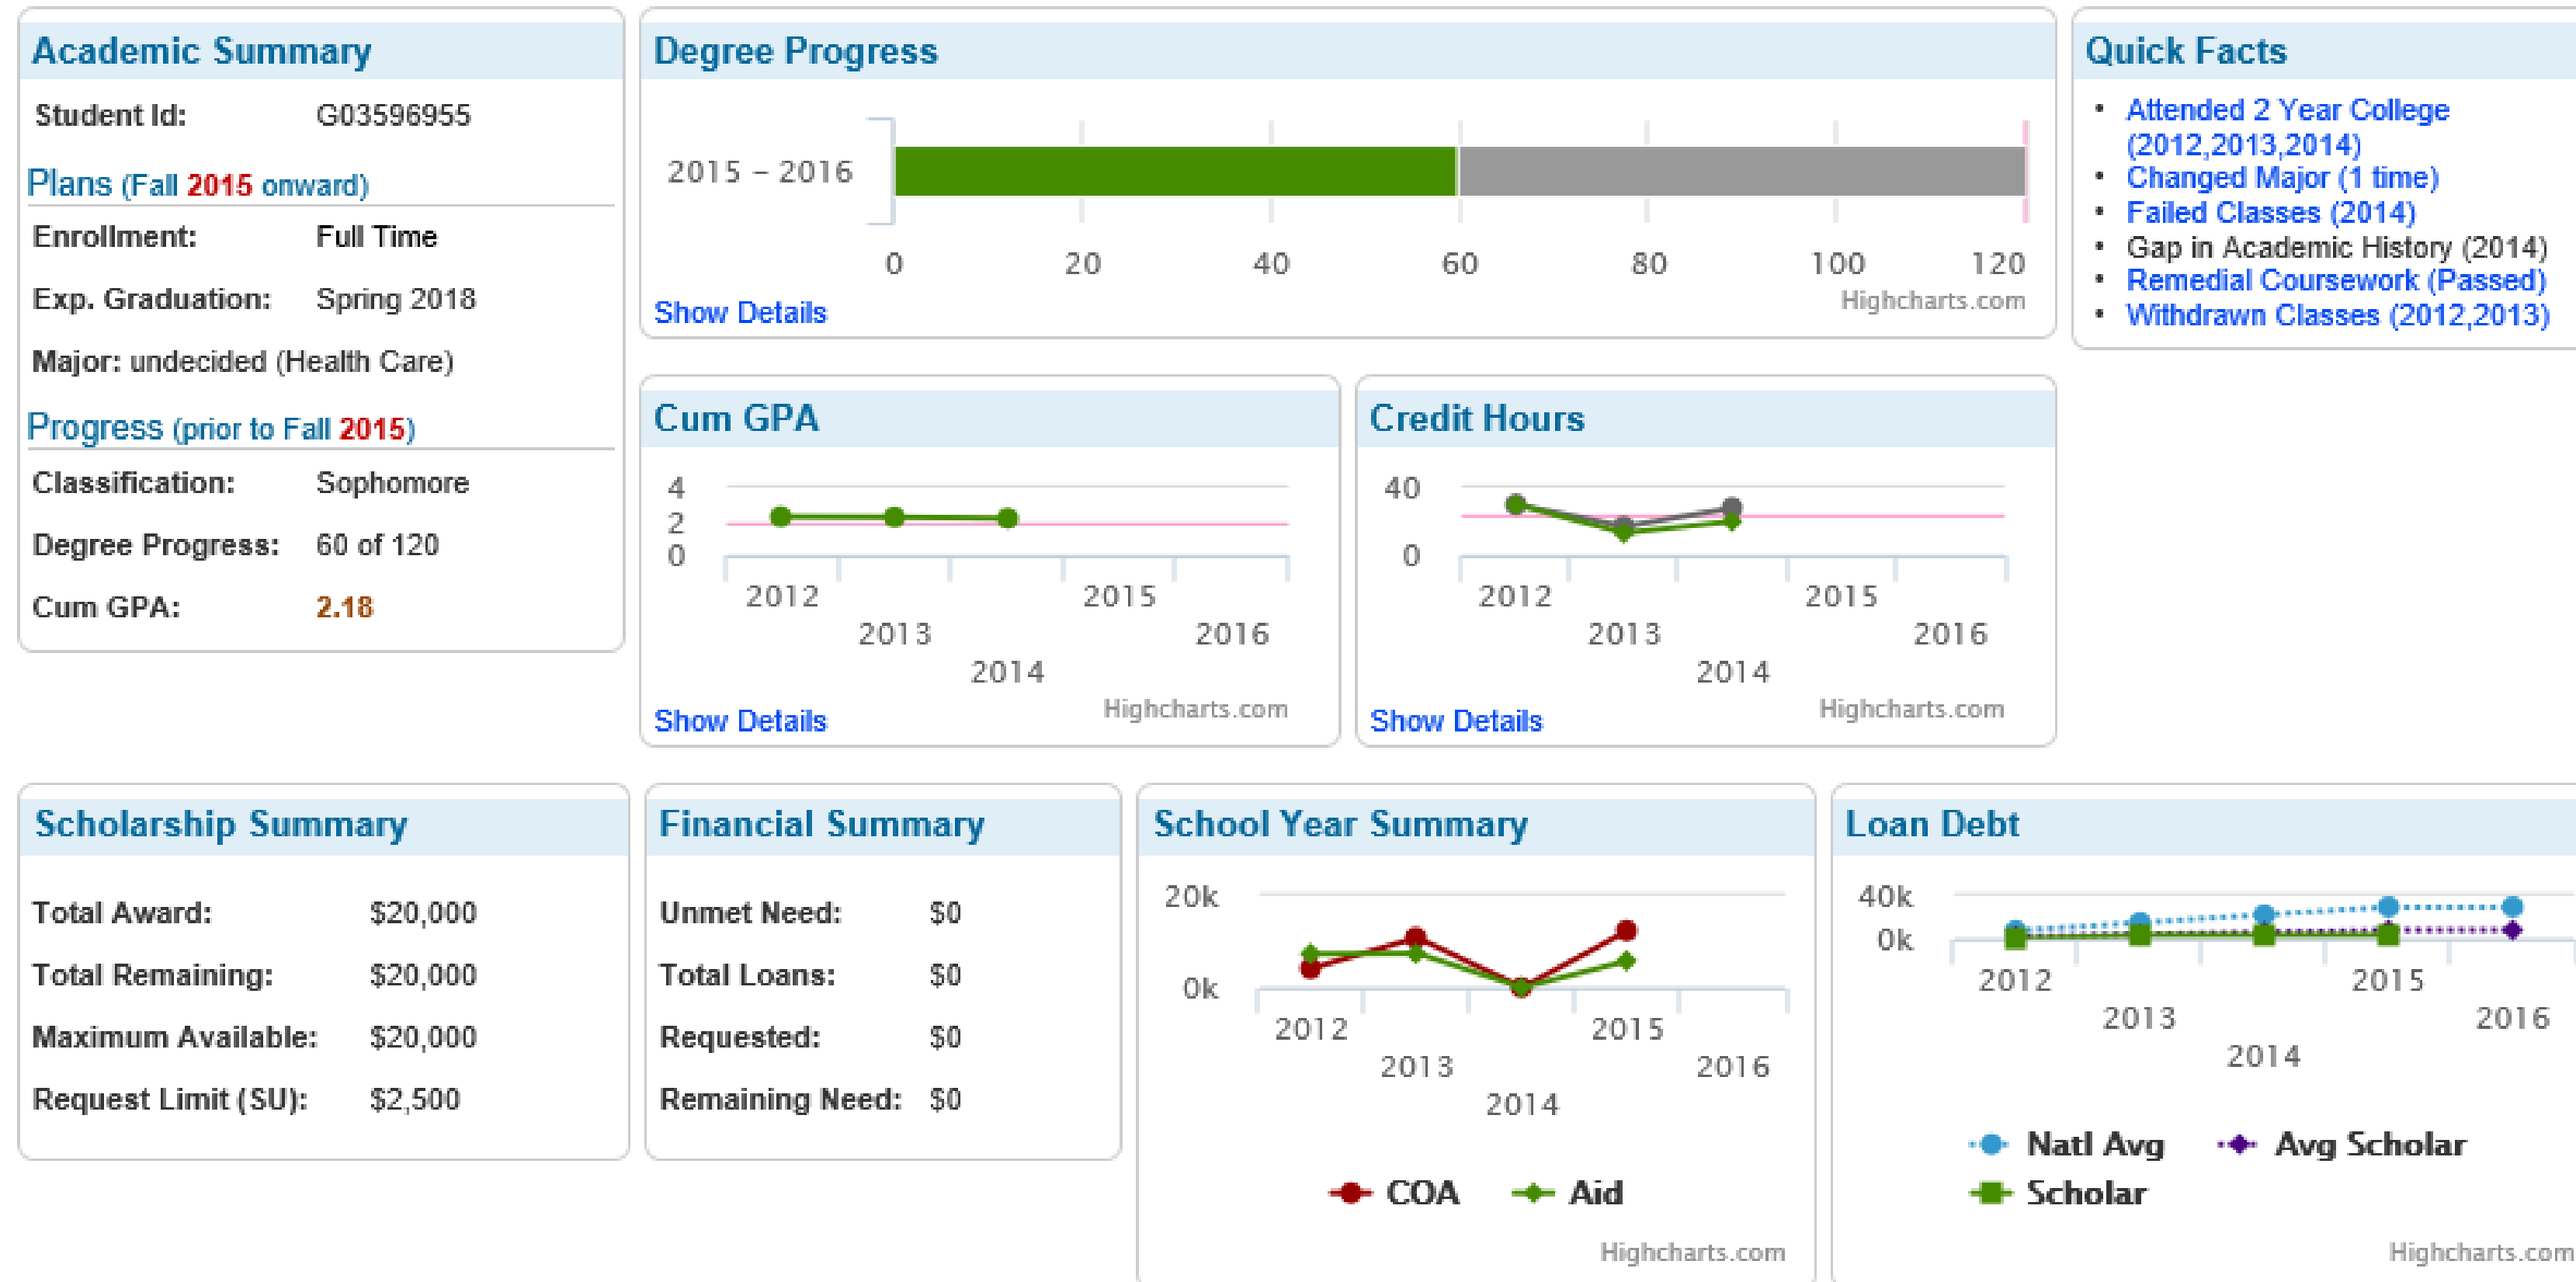 Academic Summary
Student Id: G03596955
Plans (Fall 2015 onward)
Enrollment: Full Time
Exp. Graduation: Spring 2018
Major: undecided (Health Care)
Progress (prior to Fall 2015)
Classification: Sophomore
Degree Progress: 60 of 120
Cum GPA: 2.18
Degree Progress
2015 – 2016
0 20 40 60 80 100 120
Highcharts.com
Show Details
Quick Facts
• Attended 2 Year College
(2012,2013,2014)
• Changed Major (1 time)
• Failed Classes (2014)
• Gap in Academic History (2014)
• Remedial Coursework (Passed)
• Withdrawn Classes (2012,2013)
Cum GPA
4
2
0
2012 2015
2013 2016
2014
Highcharts.com
Show Details
Credit Hours
40
0
2012 2015
2013 2016
2014
Highcharts.com
Show Details
Scholarship Summary
Total Award: $20,000
Total Remaining: $20,000
Maximum Available: $20,000
Request Limit (SU): $2,500
Financial Summary
Unmet Need: $0
Total Loans: $0
Requested: $0
Remaining Need: $0
School Year Summary
20k
0k
2012 2015
2013 2016
2014
COA Aid
Highcharts.com
Loan Debt
40k
0k
2012 2015
2013 2016
2014
Natl Avg Avg Scholar
Scholar
Highcharts.com